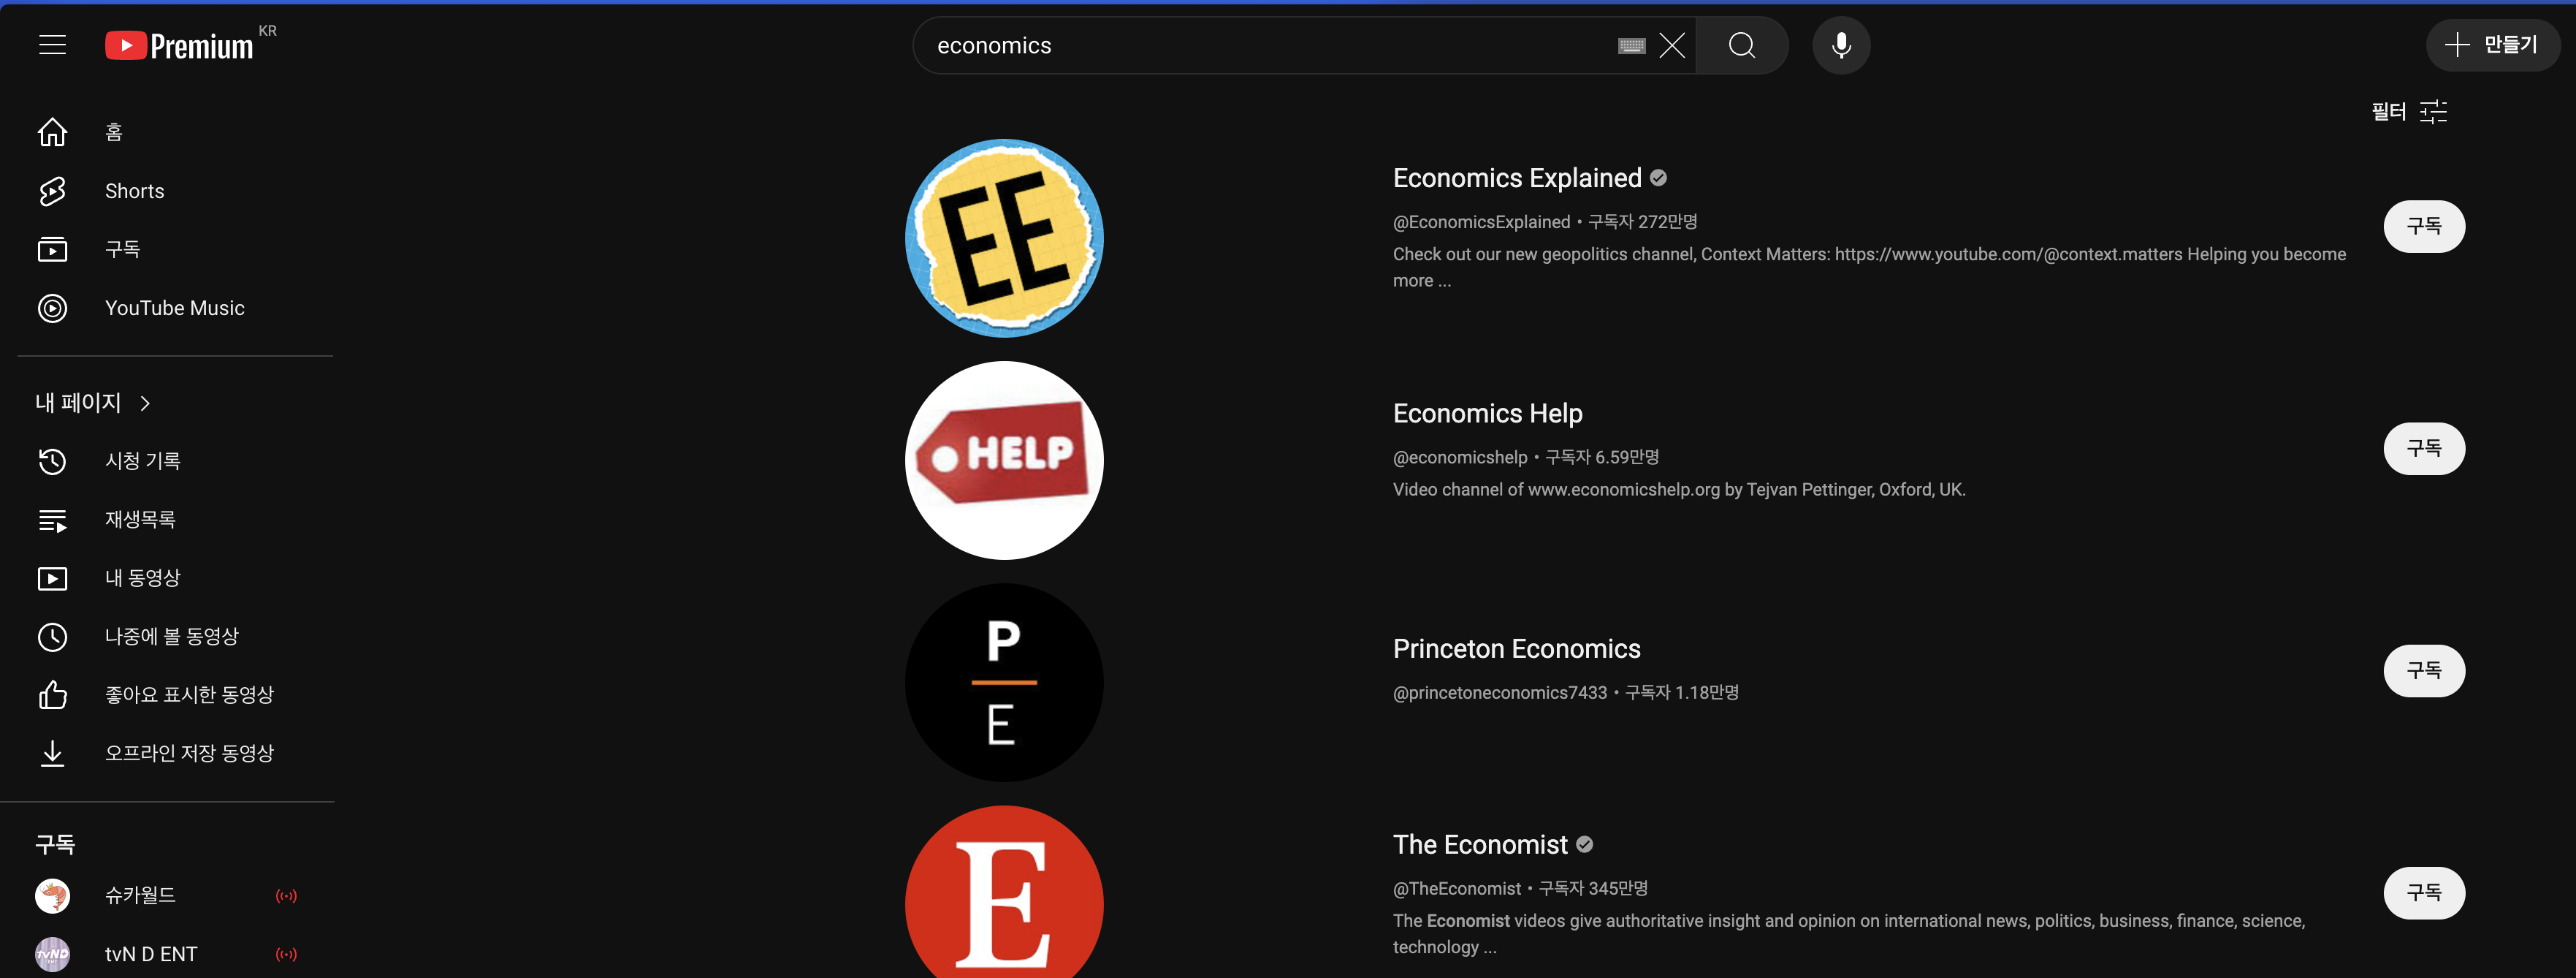 Premium KR
economics
만들기
필터
홈
Shorts
구독
YouTube Music
내 페이지
시청 기록
재생목록
내 동영상
나중에 볼 동영상
좋아요 표시한 동영상
오프라인 저장 동영상
구독
슈카월드
tvND
ENT
tvN D ENT
EE
Economics Explained
@EconomicsExplained • 구독자 272만명
Check out our new geopolitics channel, Context Matters: https://www.youtube.com/@context.matters Helping you become
more ...
구독
HELP
Economics Help
@economicshelp • 구독자 6.59만명
Video channel of www.economicshelp.org by Tejvan Pettinger, Oxford, UK.
구독
P
E
Princeton Economics
@princetoneconomics7433 • 구독자 1.18만명
구독
E
The Economist
@TheEconomist • 구독자 345만명
The Economist videos give authoritative insight and opinion on international news, politics, business, finance, science,
technology ...
구독